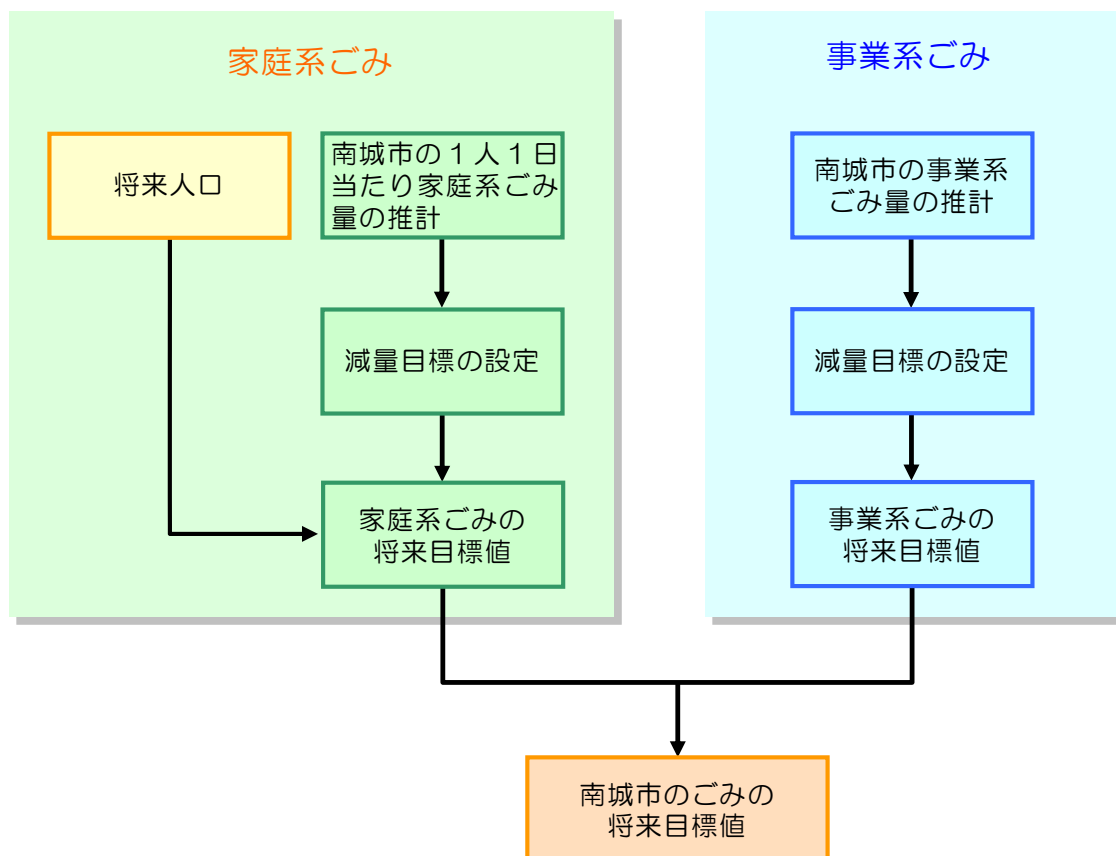 家庭系ごみ
将来人口
南城市の１人１日
当たり家庭系ごみ
量の推計
減量目標の設定
家庭系ごみの
将来目標値
事業系ごみ
南城市の事業系
ごみ量の推計
減量目標の設定
事業系ごみの
将来目標値
南城市のごみの
将来目標値